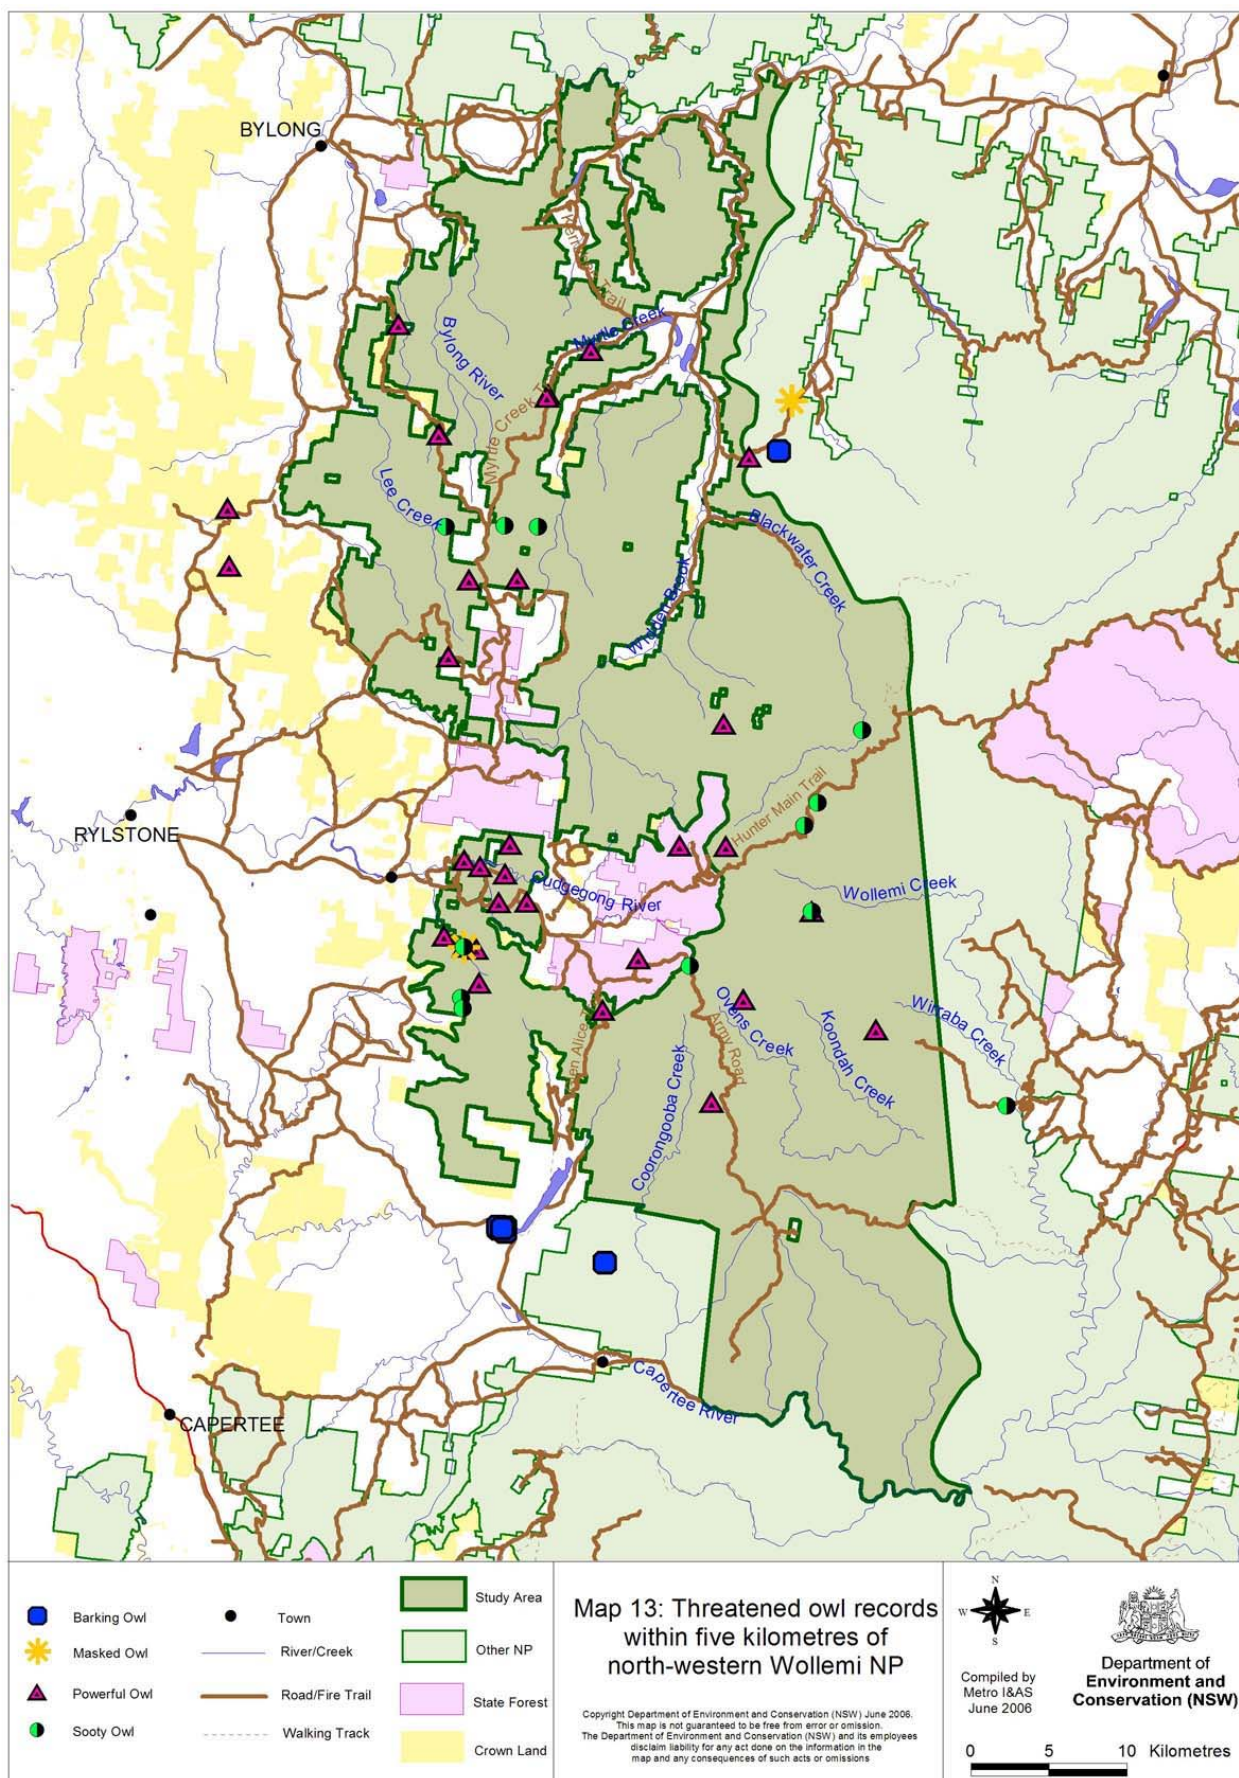 BYLONG
Kerrabee Trail
Myrtle Creek
Bylong River
Myrtle Creek T
Lee Creek
Blackwater Creek
Widden Brook
Hunter Main Trail
RYLSTONE
Cudgegong River
Wollemi Creek
Ovens Creek
Wirraba Creek
Koondah Creek
Army Road
Glen Alice T
Coorongooba Creek
Capertee River
CAPERTEE
Barking Owl
Masked Owl
Powerful Owl
Sooty Owl
Town
River/Creek
Road/Fire Trail
Walking Track
Study Area
Other NP
State Forest
Crown Land
Map 13: Threatened owl records
within five kilometres of
north-western Wollemi NP
Copyright Department of Environment and Conservation (NSW) June 2006.
This map is not guaranteed to be free from error or omission.
The Department of Environment and Conservation (NSW) and its employees
disclaim liability for any act done on the information in the
map and any consequences of such acts or omissions
N
W E
S
Compiled by
Metro I&AS
June 2006
Department of
Environment and
Conservation (NSW)
0 5 10 Kilometres